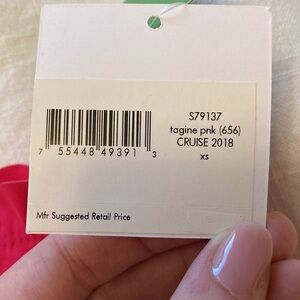 S79137
tagine pnk (656)
CRUISE 2018
xs
7 55448 49391 3
Mfr Suggested Retail Price